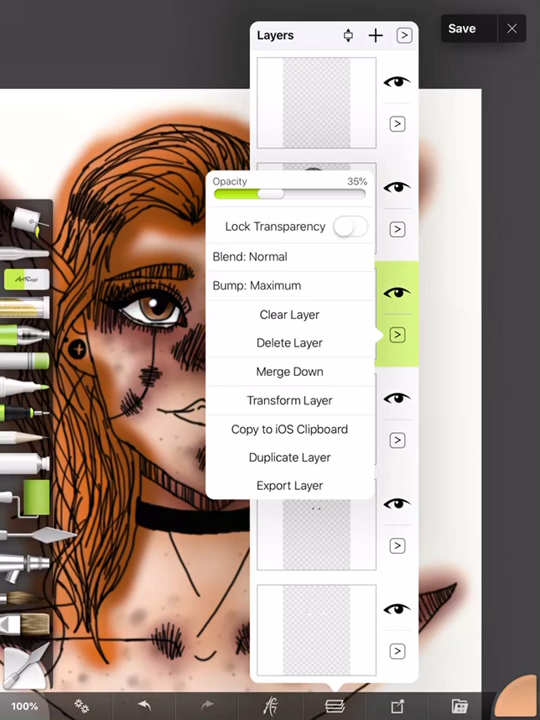 Layers
Save
Opacity 35%
Lock Transparency
Blend: Normal
Bump: Maximum
Clear Layer
Delete Layer
Merge Down
Transform Layer
Copy to iOS Clipboard
Duplicate Layer
Export Layer
ArtRage
100%